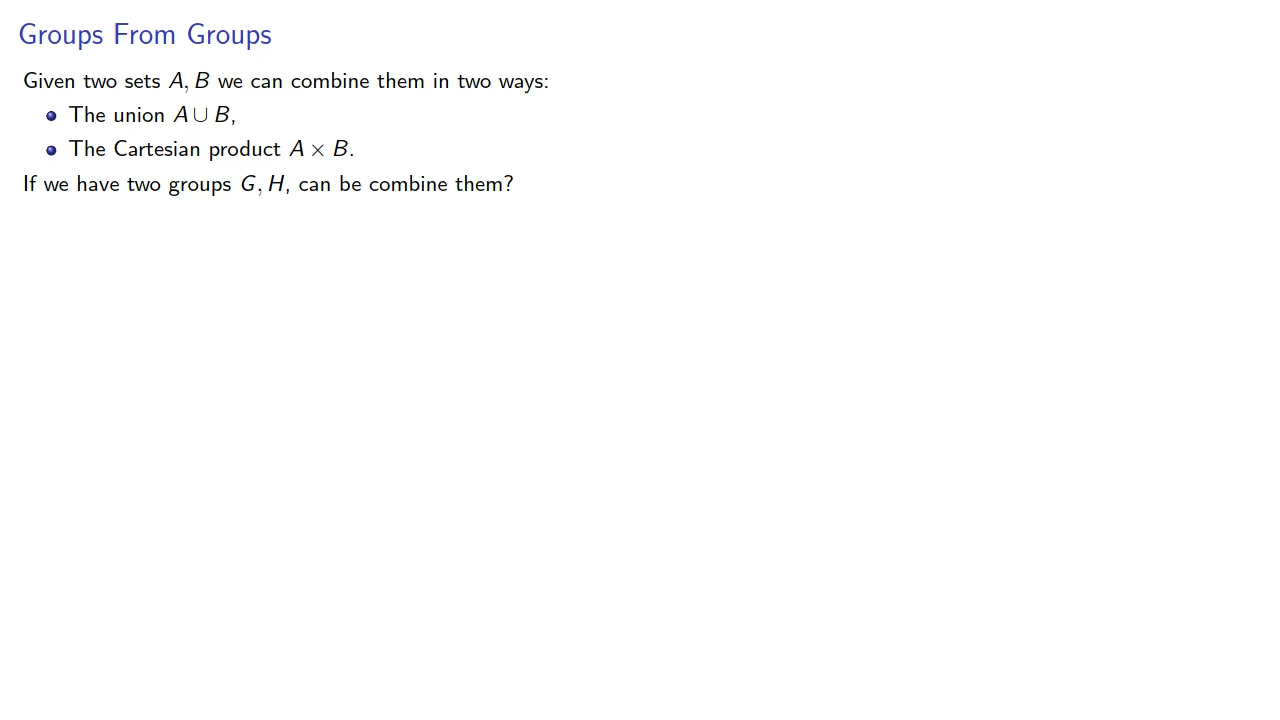 Groups From Groups
Given two sets A, B we can combine them in two ways:
The union A ∪ B,
The Cartesian product A × B.
If we have two groups G, H, can be combine them?